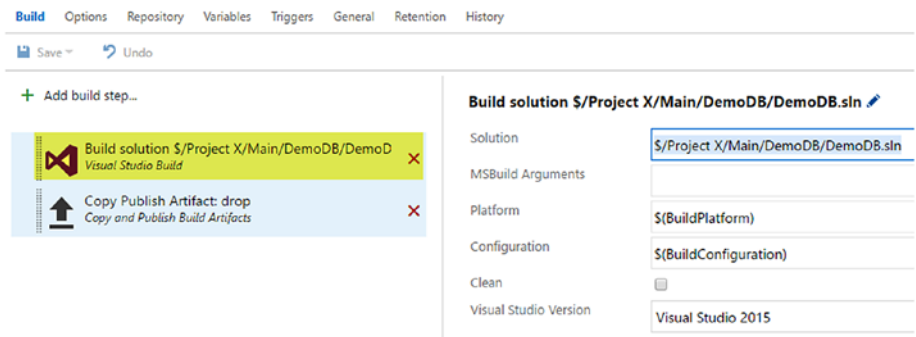 Build Options Repository Variables Triggers General Retention History
Save Undo
Add build step...
Build solution $/Project X/Main/DemoDB/DemoD
Visual Studio Build
Copy Publish Artifact: drop
Copy and Publish Build Artifacts
Build solution $/Project X/Main/DemoDB/DemoDB.sln
Solution $/Project X/Main/DemoDB/DemoDB.sln
MSBuild Arguments
Platform $(BuildPlatform)
Configuration $(BuildConfiguration)
Clean
Visual Studio Version Visual Studio 2015